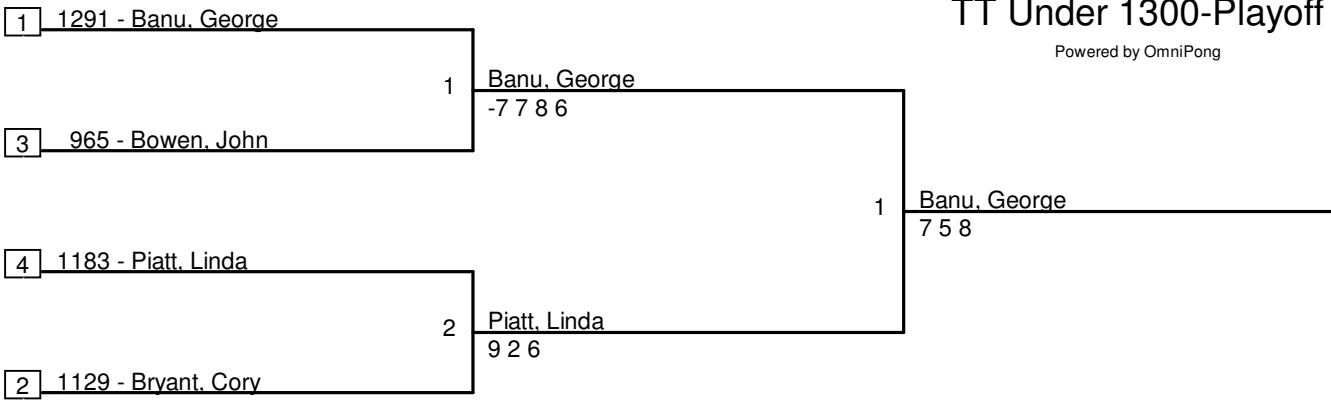 TT Under 1300-Playoff
Powered by OmniPong
1 1291 - Banu, George
1 Banu, George
-7 7 8 6
3 965 - Bowen, John
1 Banu, George
7 5 8
4 1183 - Piatt, Linda
2 Piatt, Linda
9 2 6
2 1129 - Bryant, Cory